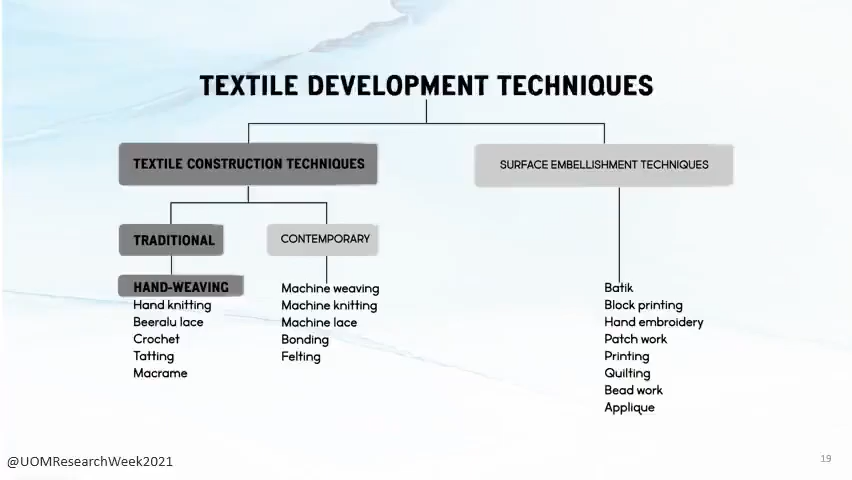 TEXTILE DEVELOPMENT TECHNIQUES
TEXTILE CONSTRUCTION TECHNIQUES
SURFACE EMBELLISHMENT TECHNIQUES
TRADITIONAL
CONTEMPORARY
HAND-WEAVING
Hand knitting
Beeralu lace
Crochet
Tatting
Macrame
Machine weaving
Machine knitting
Machine lace
Bonding
Felting
Batik
Block printing
Hand embroidery
Patch work
Printing
Quilting
Bead work
Applique
@UOMResearchWeek2021
19